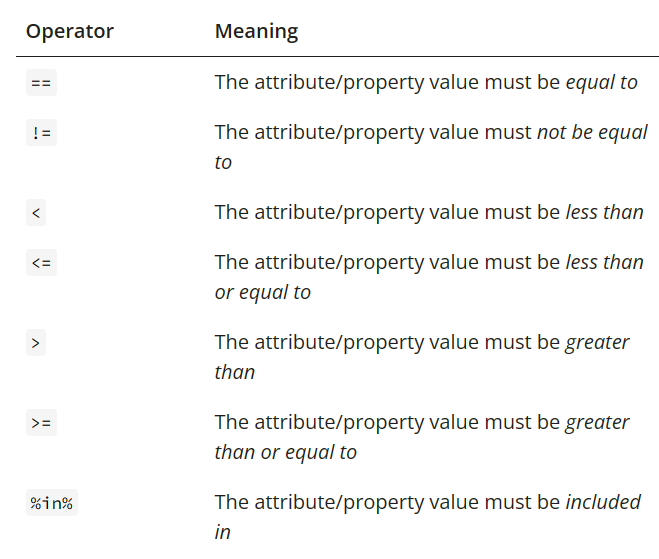 Operator Meaning
== The attribute/property value must be equal to
!= The attribute/property value must not be equal
to
< The attribute/property value must be less than
<= The attribute/property value must be less than
or equal to
> The attribute/property value must be greater
than
>= The attribute/property value must be greater
than or equal to
%in% The attribute/property value must be included
in